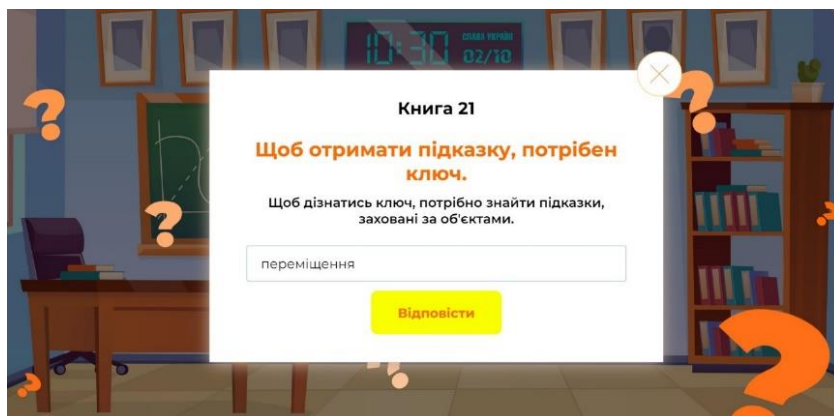 10:30
СЛАВА УКРАЇНІ
02/10
Книга 21
Щоб отримати підказку, потрібен
ключ.
Щоб дізнатись ключ, потрібно знайти підказки,
заховані за об'єктами.
переміщення
Відповісти